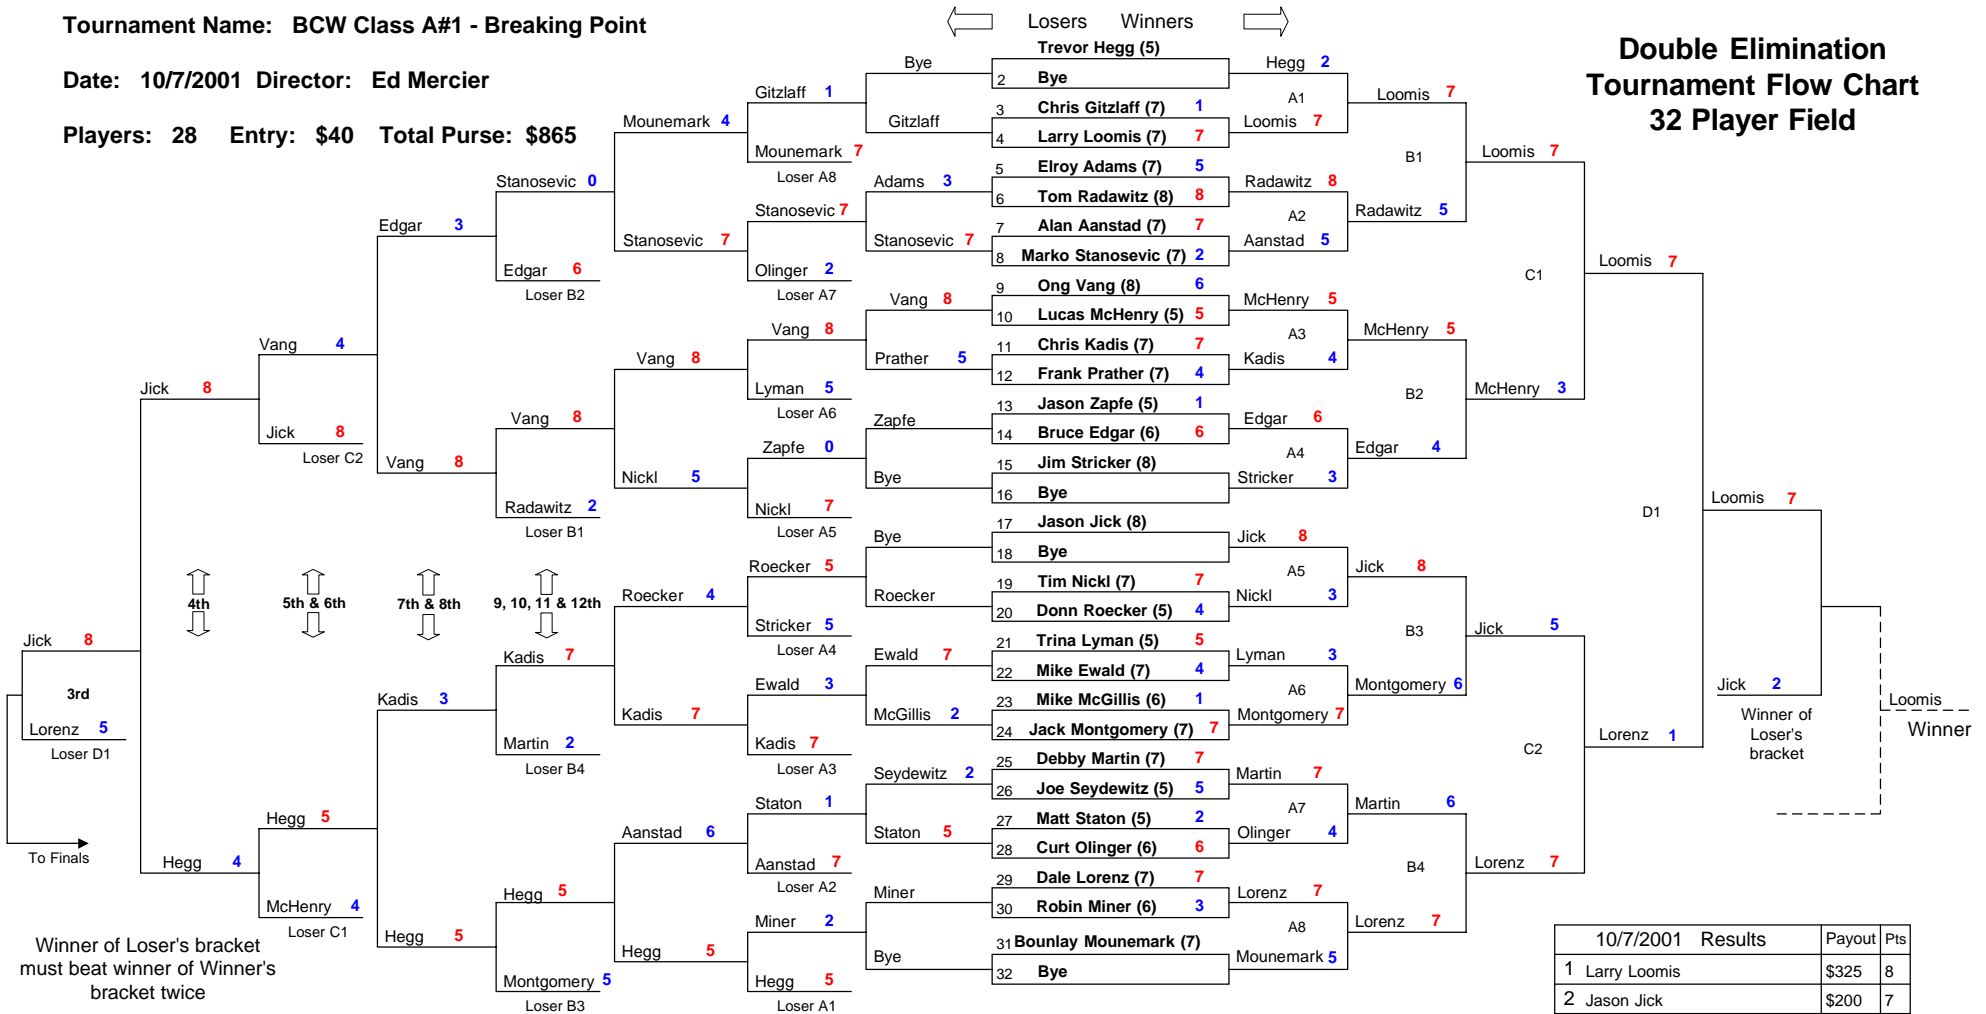 Tournament Name: BCW Class A#1 - Breaking Point
Date: 10/7/2001 Director: Ed Mercier
Players: 28 Entry: $40 Total Purse: $865
Losers Winners
Double Elimination
Tournament Flow Chart
32 Player Field
Trevor Hegg (5)
2 Bye
3 Chris Gitzlaff (7) 1
4 Larry Loomis (7) 7
5 Elroy Adams (7) 5
6 Tom Radawitz (8) 8
7 Alan Aanstad (7) 7
8 Marko Stanosevic (7) 2
9 Ong Vang (8) 6
10 Lucas McHenry (5) 5
11 Chris Kadis (7) 7
12 Frank Prather (7) 4
13 Jason Zapfe (5) 1
14 Bruce Edgar (6) 6
15 Jim Stricker (8)
16 Bye
17 Jason Jick (8)
18 Bye
19 Tim Nickl (7) 7
20 Donn Roecker (5) 4
21 Trina Lyman (5) 5
22 Mike Ewald (7) 4
23 Mike McGillis (6) 1
24 Jack Montgomery (7) 7
25 Debby Martin (7) 7
26 Joe Seydewitz (5) 5
27 Matt Staton (5) 2
28 Curt Olinger (6) 6
29 Dale Lorenz (7) 7
30 Robin Miner (6) 3
31 Bounlay Mounemark (7)
32 Bye
Hegg 2
A1
Loomis 7
Radawitz 8
A2
Aanstad 5
McHenry 5
A3
Kadis 4
Edgar 6
A4
Stricker 3
Jick 8
A5
Nickl 3
Lyman 3
A6
Montgomery 7
Martin 7
A7
Olinger 4
Lorenz 7
A8
Mounemark 5
Loomis 7
B1
Radawitz 5
McHenry 5
B2
Edgar 4
Jick 8
B3
Montgomery 6
Martin 6
B4
Lorenz 7
Loomis 7
C1
McHenry 3
Jick 5
C2
Lorenz 7
Loomis 7
D1
Lorenz 1
Loomis 7
Jick 2
Winner of
Loser's
bracket
Loomis
Winner
Bye
Gitzlaff
Adams 3
Stanosevic 7
Vang 8
Prather 5
Zapfe
Bye
Bye
Roecker
Ewald 7
McGillis 2
Seydewitz 2
Staton 5
Miner
Bye
Gitzlaff 1
Mounemark 7
Loser A8
Stanosevic 7
Olinger 2
Loser A7
Vang 8
Lyman 5
Loser A6
Zapfe 0
Nickl 7
Loser A5
Roecker 5
Stricker 5
Loser A4
Ewald 3
Kadis 7
Loser A3
Staton 1
Aanstad 7
Loser A2
Miner 2
Hegg 5
Loser A1
Mounemark 4
Stanosevic 7
Vang 8
Nickl 5
Roecker 4
Kadis 7
Aanstad 6
Hegg 5
Stanosevic 0
Edgar 6
Loser B2
Vang 8
Radawitz 2
Loser B1
Kadis 7
Martin 2
Loser B4
Hegg 5
Montgomery 5
Loser B3
Edgar 3
Vang 8
Kadis 3
Hegg 5
Vang 4
Jick 8
Loser C2
Hegg 5
McHenry 4
Loser C1
Jick 8
Hegg 4
4th
5th & 6th
7th & 8th
9, 10, 11 & 12th
Jick 8
3rd
Lorenz 5
Loser D1
To Finals
Winner of Loser's bracket
must beat winner of Winner's
bracket twice
10/7/2001 Results Payout Pts
1 Larry Loomis $325 8
2 Jason Jick $200 7